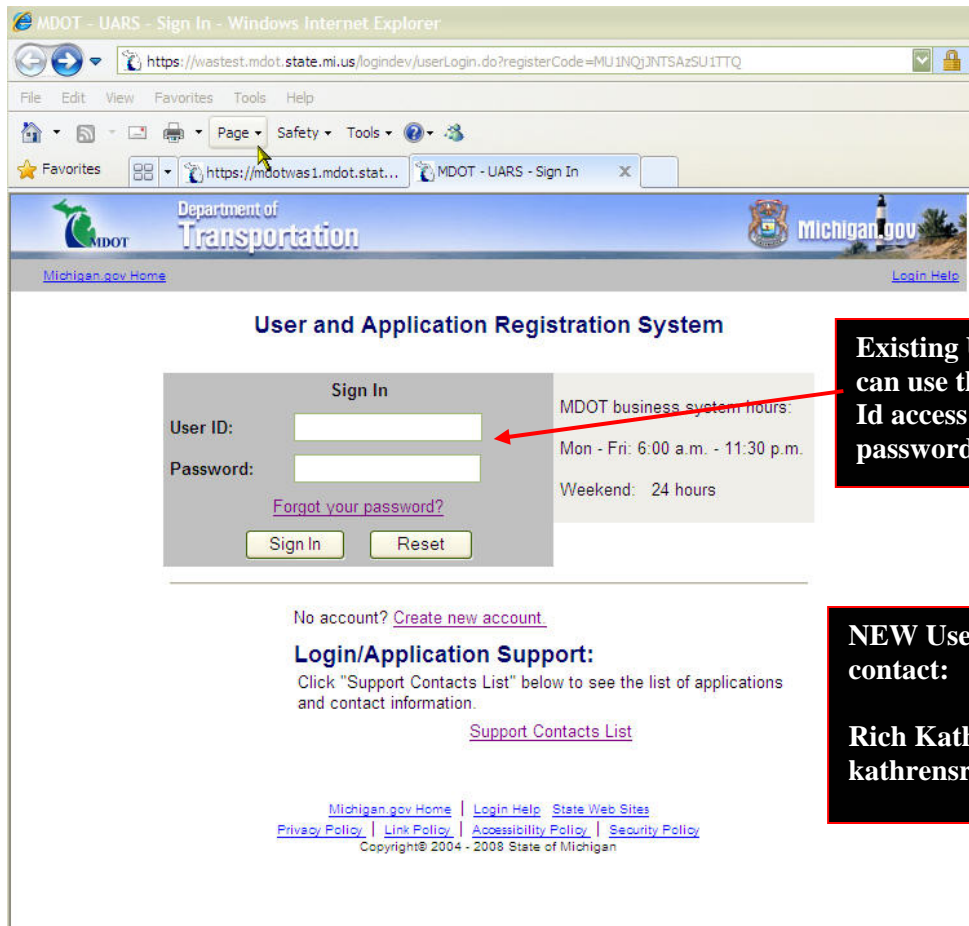 MDOT - UARS - Sign In - Windows Internet Explorer
https://wastest.mdot.state.mi.us/logindev/userLogin.do?registerCode=MU1NQjJNTSAzSU1TTQ
File Edit View Favorites Tools Help
Page Safety Tools
Favorites https://mdotwas1.mdot.stat... MDOT - UARS - Sign In X
MDOT Department of Transportation Michigan.gov
Michigan.gov Home Login Help
User and Application Registration System
Sign In
User ID:
Password:
Forgot your password?
Sign In Reset
MDOT business system hours:
Mon - Fri: 6:00 a.m. - 11:30 p.m.
Weekend: 24 hours
Existing
can use
Id access
password
No account? Create new account.
Login/Application Support:
Click "Support Contacts List" below to see the list of applications
and contact information.
Support Contacts List
NEW Use
contact:
Rich Kath
kathrensr
Michigan.gov Home | Login Help State Web Sites
Privacy Policy | Link Policy | Accessibility Policy | Security Policy
Copyright© 2004 - 2008 State of Michigan